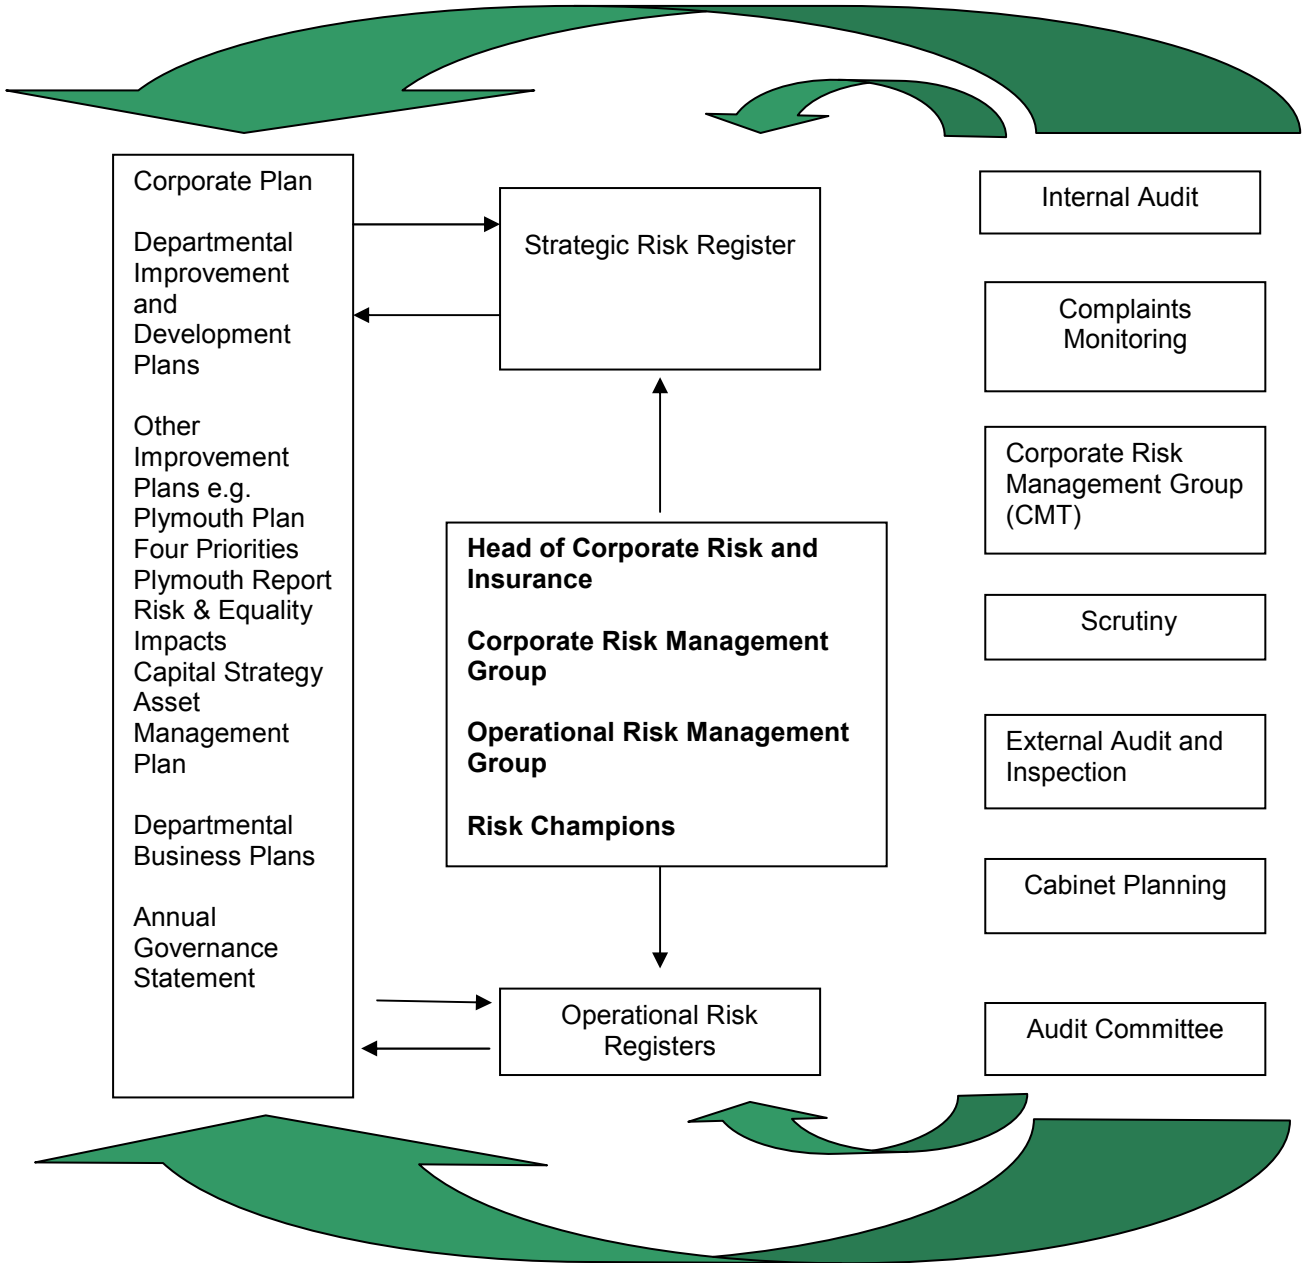 Corporate Plan
Departmental
Improvement
and
Development
Plans
Other
Improvement
Plans e.g.
Plymouth Plan
Four Priorities
Plymouth Report
Risk & Equality
Impacts
Capital Strategy
Asset
Management
Plan
Departmental
Business Plans
Annual
Governance
Statement
Strategic Risk Register
Head of Corporate Risk and
Insurance
Corporate Risk Management
Group
Operational Risk Management
Group
Risk Champions
Operational Risk
Registers
Internal Audit
Complaints
Monitoring
Corporate Risk
Management Group
(CMT)
Scrutiny
External Audit and
Inspection
Cabinet Planning
Audit Committee